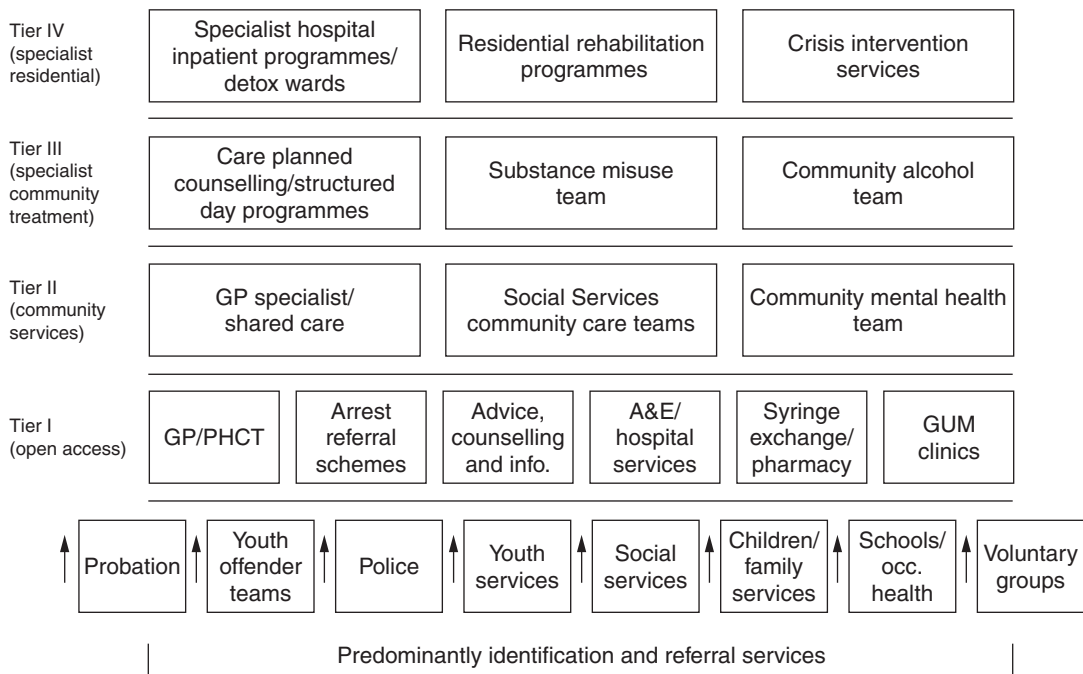 Tier IV
(specialist
residential)
Specialist hospital
inpatient programmes/
detox wards
Residential rehabilitation
programmes
Crisis intervention
services
Tier III
(specialist
community
treatment)
Care planned
counselling/structured
day programmes
Substance misuse
team
Community alcohol
team
Tier II
(community
services)
GP specialist/
shared care
Social Services
community care teams
Community mental health
team
Tier I
(open access)
GP/PHCT
Arrest
referral
schemes
Advice,
counselling
and info.
A&E/
hospital
services
Syringe
exchange/
pharmacy
GUM
clinics
Probation
Youth
offender
teams
Police
Youth
services
Social
services
Children/
family
services
Schools/
occ.
health
Voluntary
groups
Predominantly identification and referral services